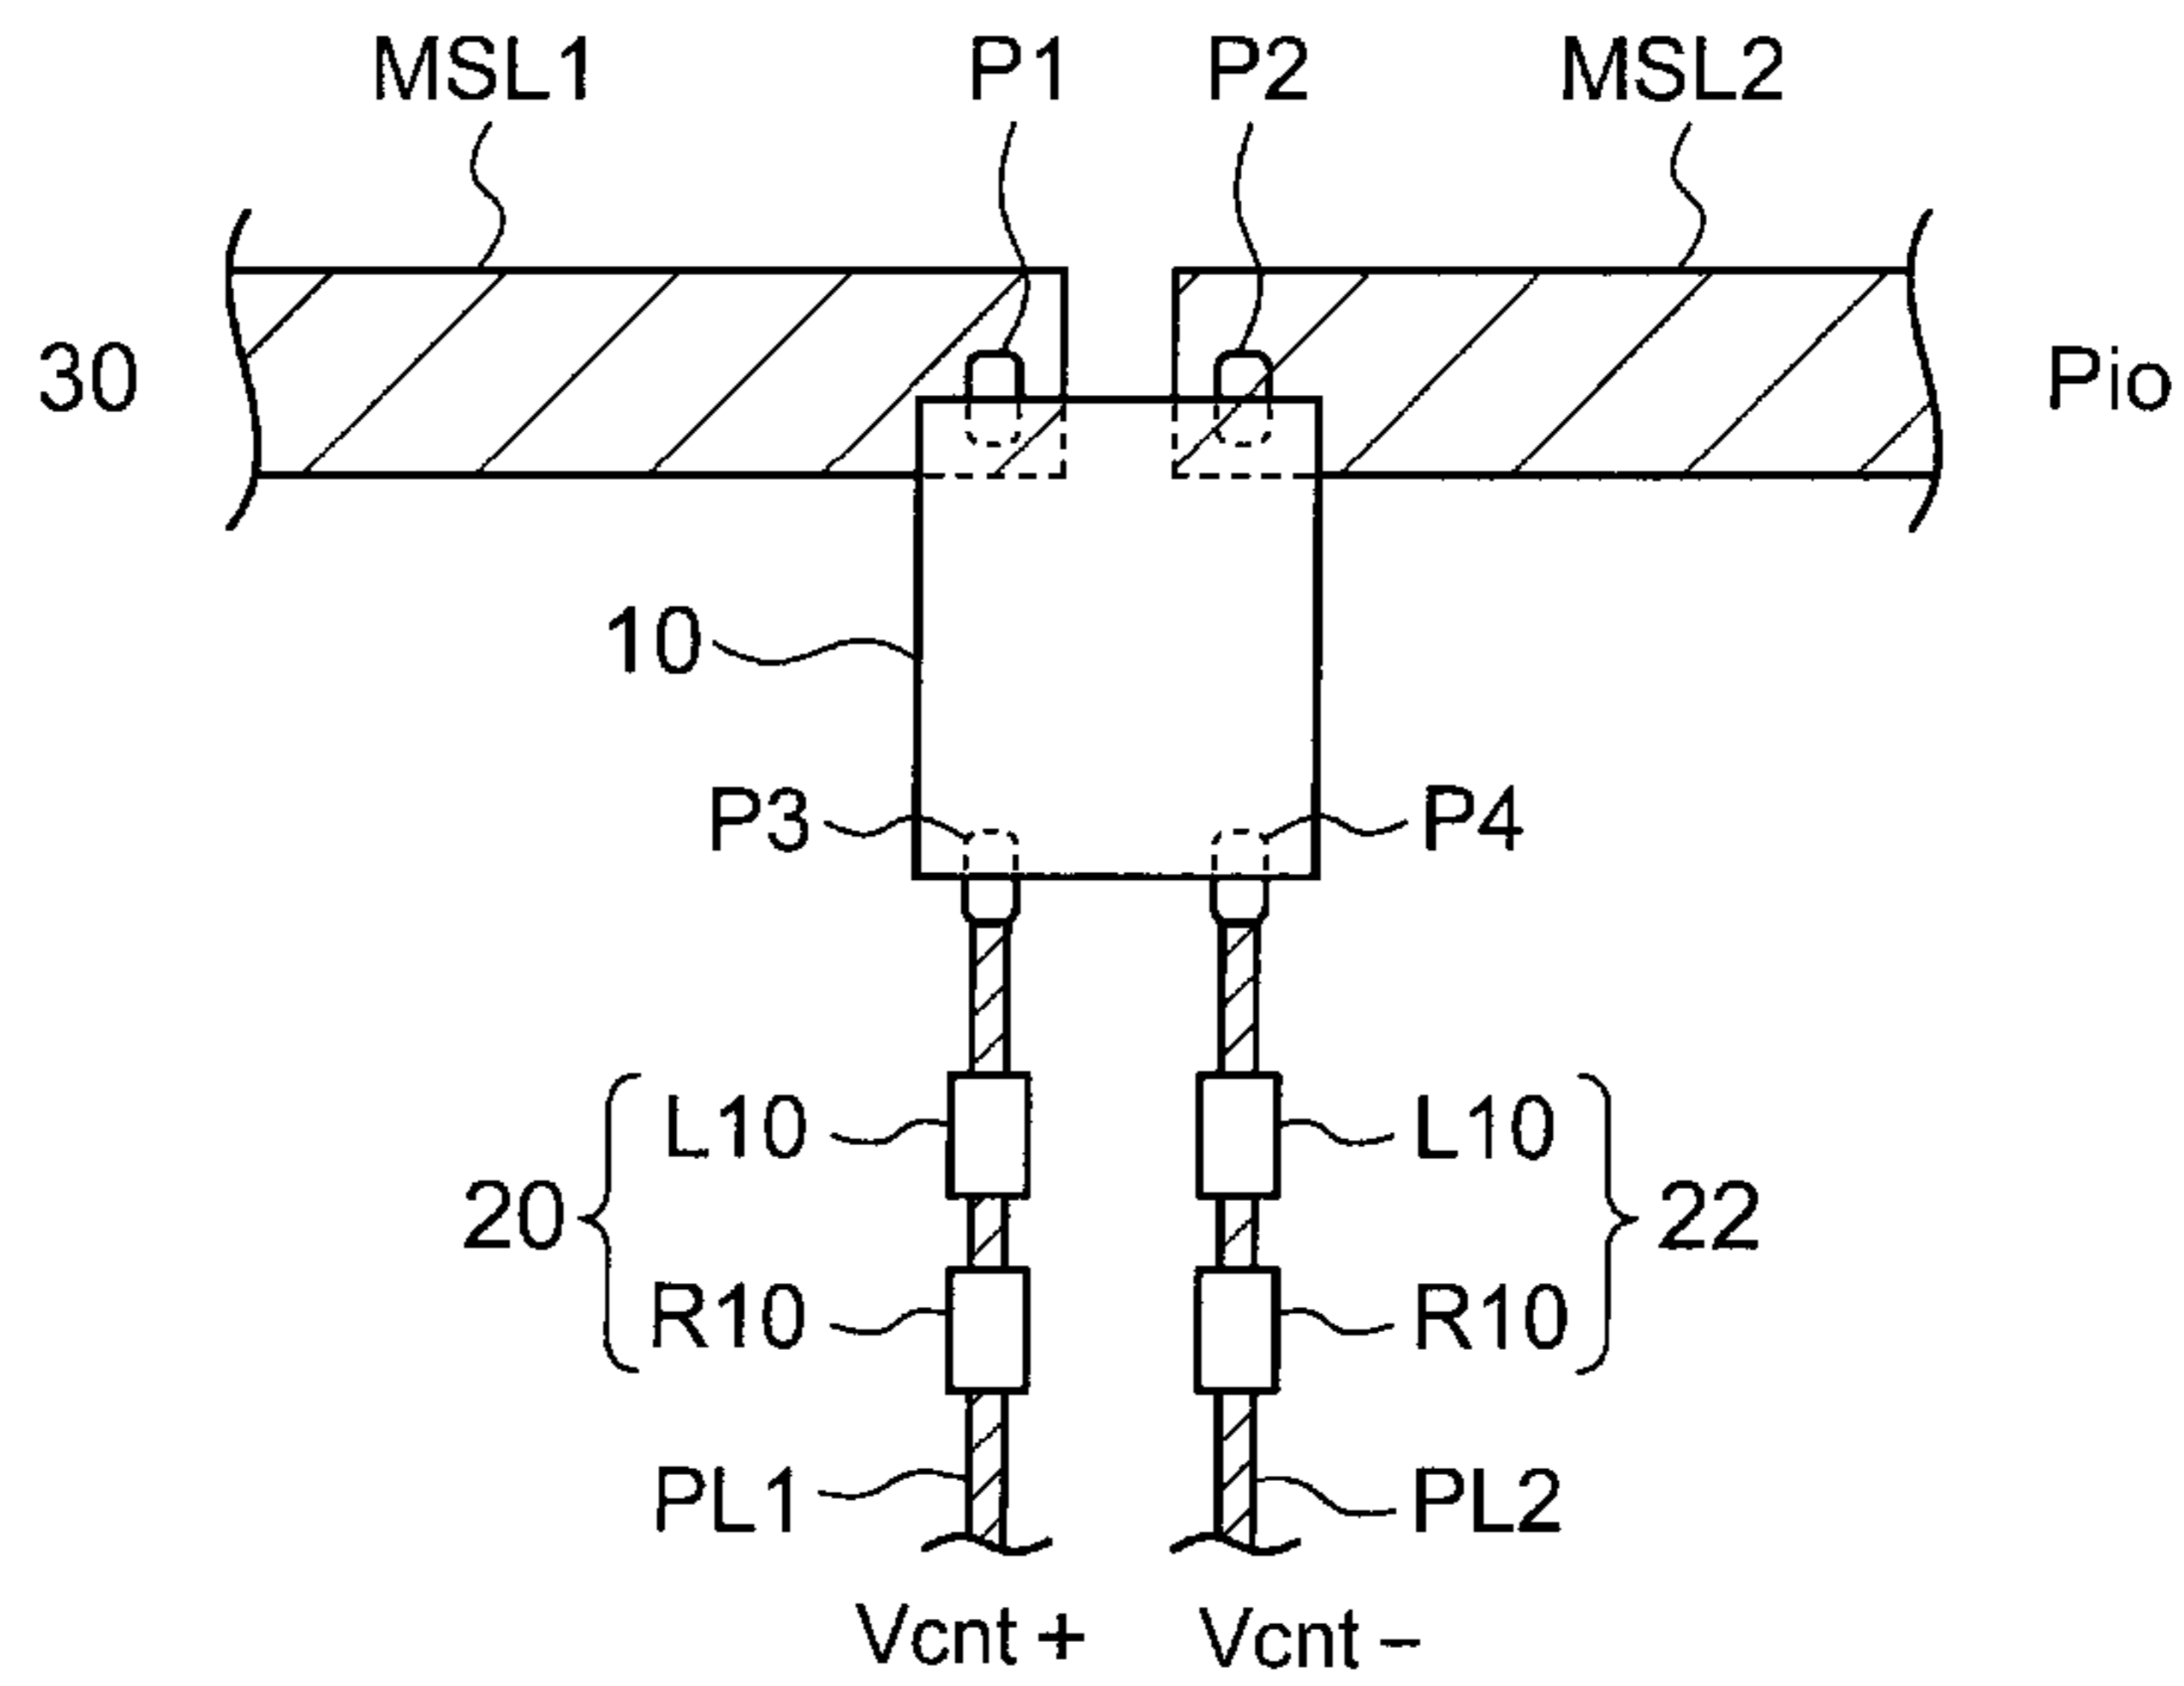 MSL1 P1 P2 MSL2
30 Pio
10
P3 P4
L10 L10
20 22
R10 R10
PL1 PL2
Vcnt + Vcnt −